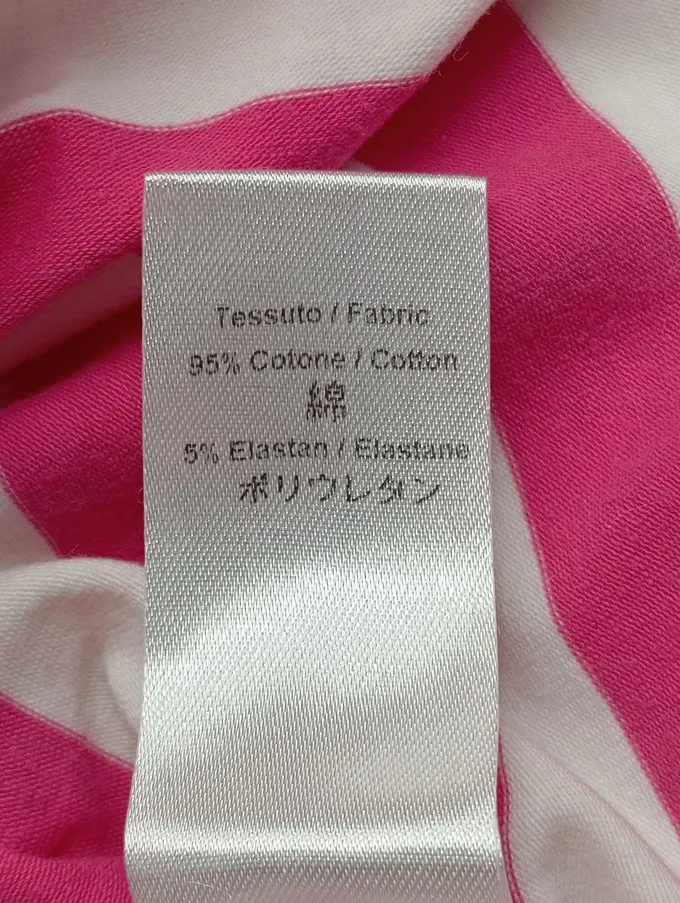 Tessuto / Fabric
95% Cotone / Cotton
綿
5% Elastan / Elastane
ポリウレタン